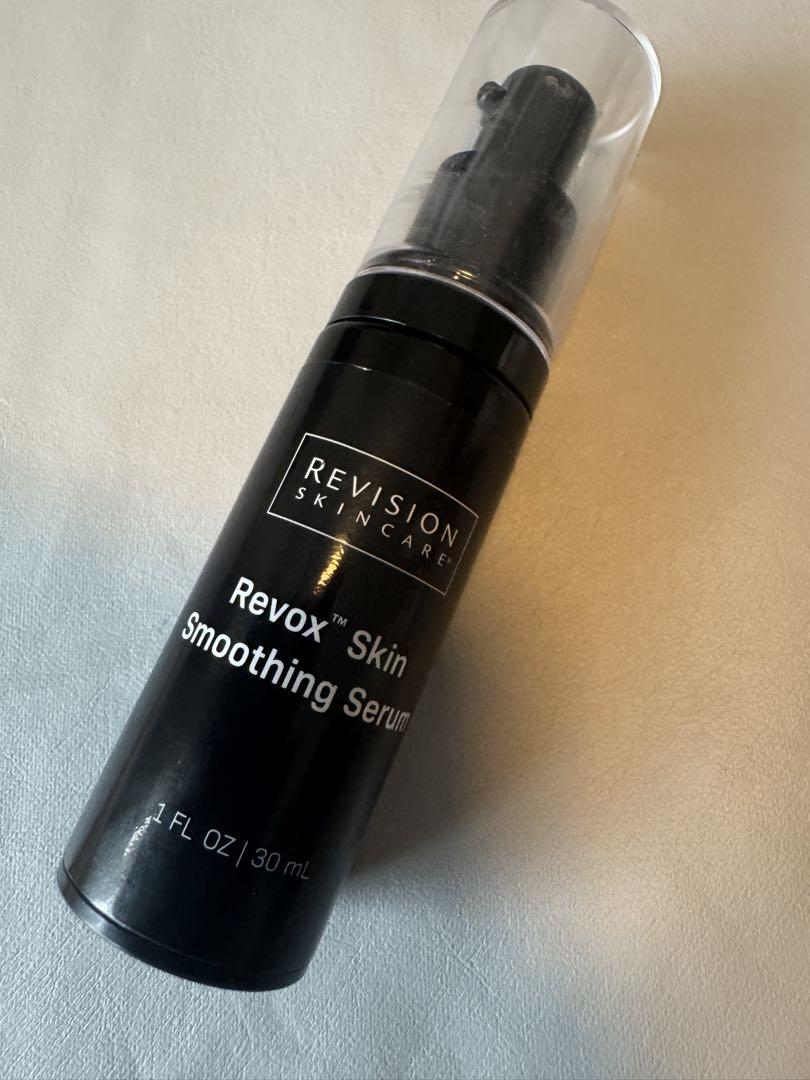 REVISION
SKINCARE®
Revox™ Skin
Smoothing Serum
1 FL OZ | 30 mL